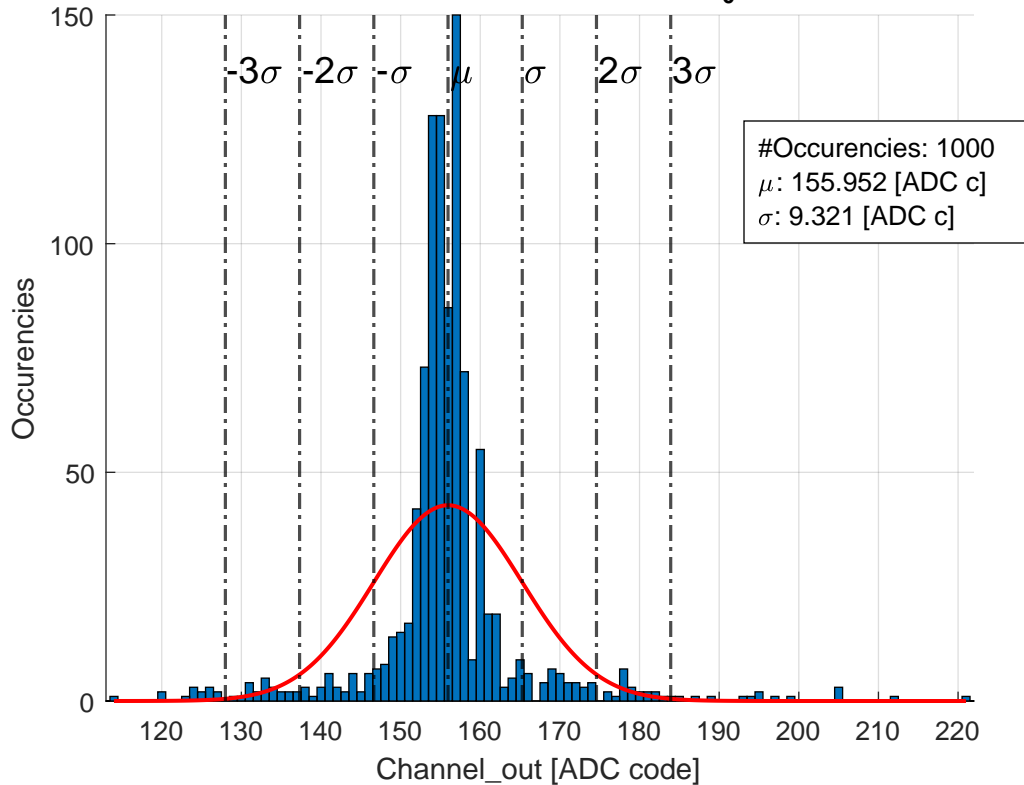 150
-3σ -2σ -σ μ σ 2σ 3σ
#Occurencies: 1000
μ: 155.952 [ADC c]
σ: 9.321 [ADC c]
100
Occurencies
50
0
120 130 140 150 160 170 180 190 200 210 220
Channel_out [ADC code]